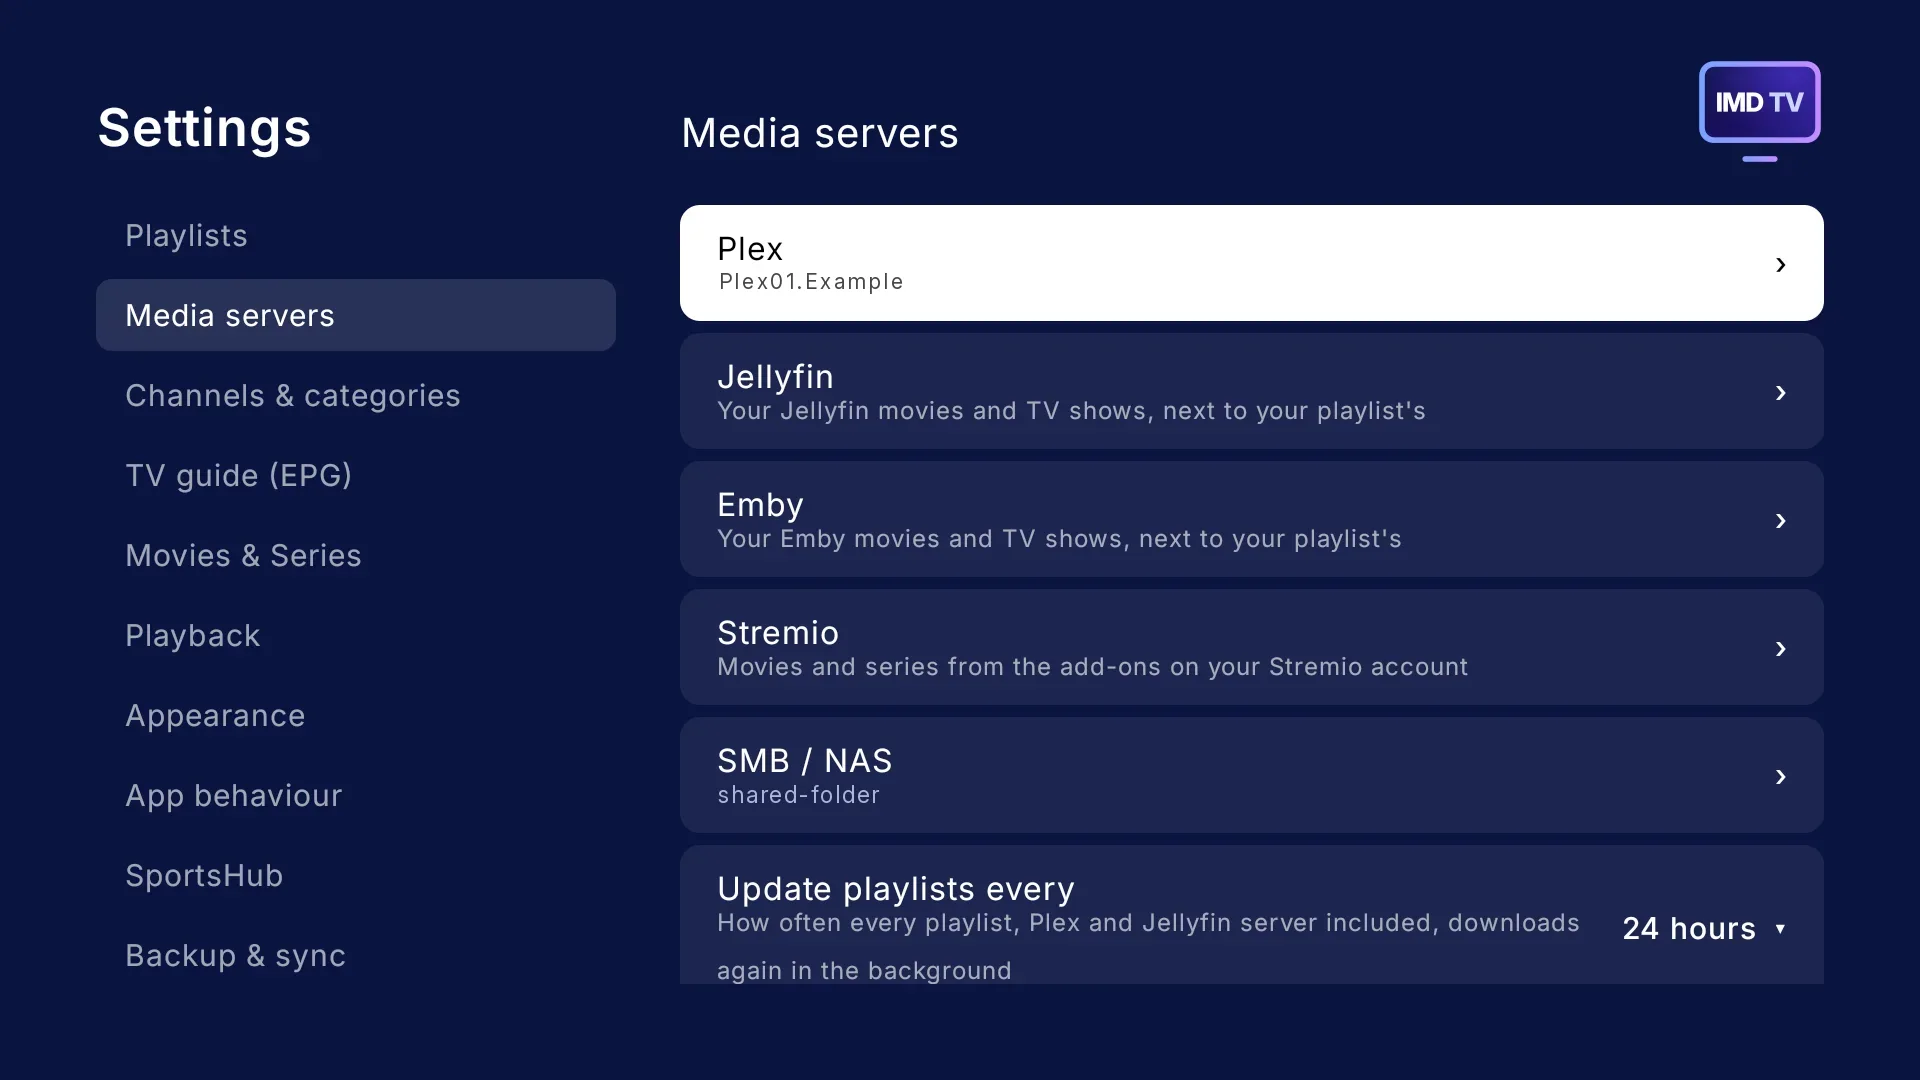 Settings
Playlists
Media servers
Channels & categories
TV guide (EPG)
Movies & Series
Playback
Appearance
App behaviour
SportsHub
Backup & sync
Media servers
IMD TV
Plex
Plex01.Example
›
Jellyfin
Your Jellyfin movies and TV shows, next to your playlist's
›
Emby
Your Emby movies and TV shows, next to your playlist's
›
Stremio
Movies and series from the add-ons on your Stremio account
›
SMB / NAS
shared-folder
›
Update playlists every
How often every playlist, Plex and Jellyfin server included, downloads
again in the background
24 hours ▾